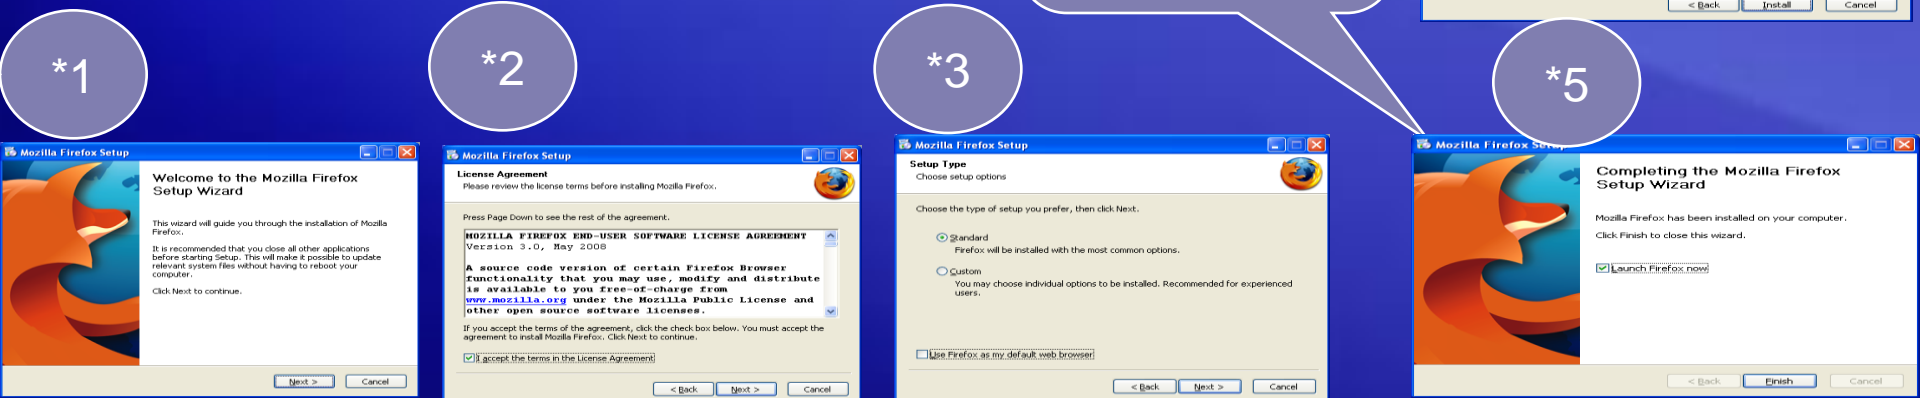 < Back Install Cancel
*1
*2
*3
*5
Mozilla Firefox Setup
Welcome to the Mozilla Firefox
Setup Wizard
This wizard will guide you through the installation of Mozilla
Firefox.
It is recommended that you close all other applications
before starting Setup. This will make it possible to update
relevant system files without having to reboot your
computer.
Click Next to continue.
Next > Cancel
Mozilla Firefox Setup
License Agreement
Please review the license terms before installing Mozilla Firefox.
Press Page Down to see the rest of the agreement.
MOZILLA FIREFOX END-USER SOFTWARE LICENSE AGREEMENT
Version 3.0, May 2008
A source code version of certain Firefox Browser
functionality that you may use, modify and distribute
is available to you free-of-charge from
www.mozilla.org under the Mozilla Public License and
other open source software licenses.
If you accept the terms of the agreement, click the check box below. You must accept the
agreement to install Mozilla Firefox. Click Next to continue.
I accept the terms in the License Agreement
< Back Next > Cancel
Mozilla Firefox Setup
Setup Type
Choose setup options
Choose the type of setup you prefer, then click Next.
Standard
Firefox will be installed with the most common options.
Custom
You may choose individual options to be installed. Recommended for experienced
users.
Use Firefox as my default web browser
< Back Next > Cancel
Mozilla Firefox
Completing the Mozilla Firefox
Setup Wizard
Mozilla Firefox has been installed on your computer.
Click Finish to close this wizard.
Launch Firefox now
< Back Finish Cancel